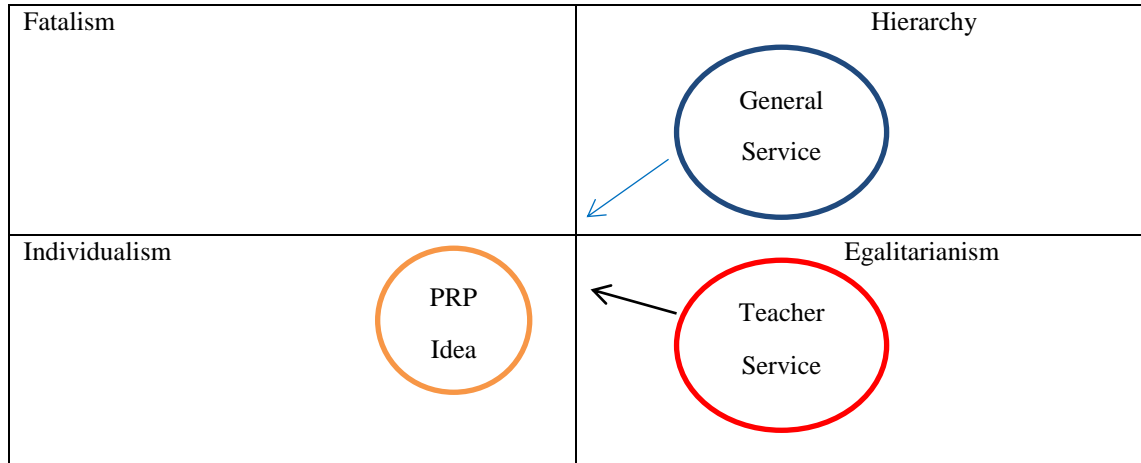 Fatalism
Hierarchy
General
Service
Individualism
Egalitarianism
PRP
Idea
Teacher
Service